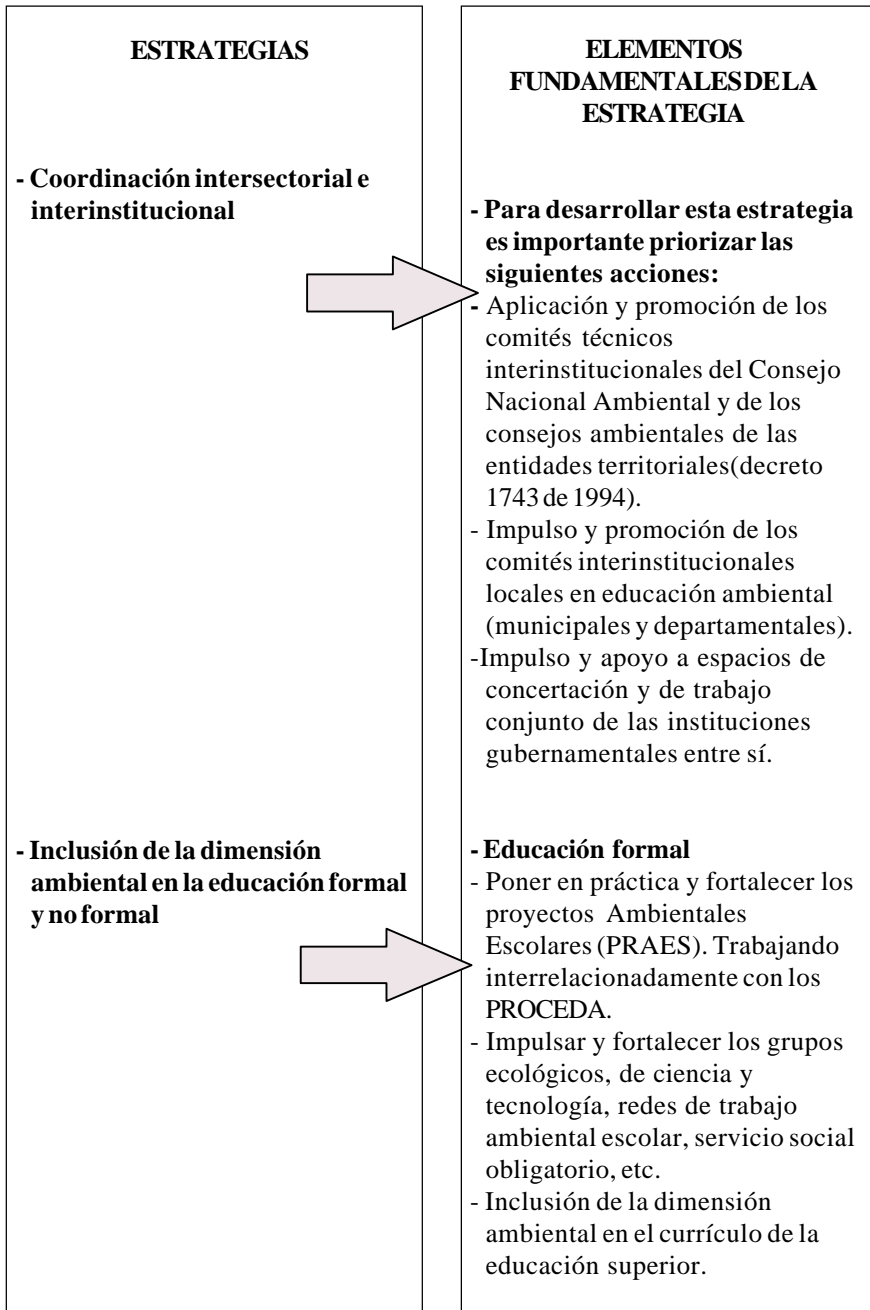 ESTRATEGIAS
- Coordinación intersectorial e
interinstitucional
- Inclusión de la dimensión
ambiental en la educación formal
y no formal
ELEMENTOS
FUNDAMENTALES DE LA
ESTRATEGIA
- Para desarrollar esta estrategia
es importante priorizar las
siguientes acciones:
- Aplicación y promoción de los
comités técnicos
interinstitucionales del Consejo
Nacional Ambiental y de los
consejos ambientales de las
entidades territoriales(decreto
1743 de 1994).
- Impulso y promoción de los
comités interinstitucionales
locales en educación ambiental
(municipales y departamentales).
-Impulso y apoyo a espacios de
concertación y de trabajo
conjunto de las instituciones
gubernamentales entre sí.
- Educación formal
- Poner en práctica y fortalecer los
proyectos Ambientales
Escolares (PRAES). Trabajando
interrelacionadamente con los
PROCEDA.
- Impulsar y fortalecer los grupos
ecológicos, de ciencia y
tecnología, redes de trabajo
ambiental escolar, servicio social
obligatorio, etc.
- Inclusión de la dimensión
ambiental en el currículo de la
educación superior.